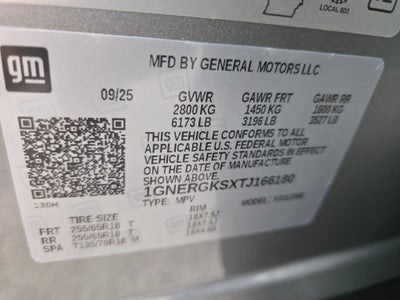 LOCAL 602
gm
MFD BY GENERAL MOTORS LLC
09/25 GVWR GAWR FRT GAWR RR
2800 KG 1450 KG 1600 KG
6173 LB 3196 LB 3527 LB
THIS VEHICLE CONFORMS TO ALL
APPLICABLE U.S. FEDERAL MOTOR
VEHICLE SAFETY STANDARDS IN EFFECT
ON THE DATE OF MANUFACTURE
SHOWN ABOVE.
1GNERGKSXTJ166180
130H TYPE: MPV MODEL:
TIRE SIZE RIM
FRT 255/65R18 T 18X7.5J
RR 255/65R18 T 18X7.5J
SPA T135/70R18 M